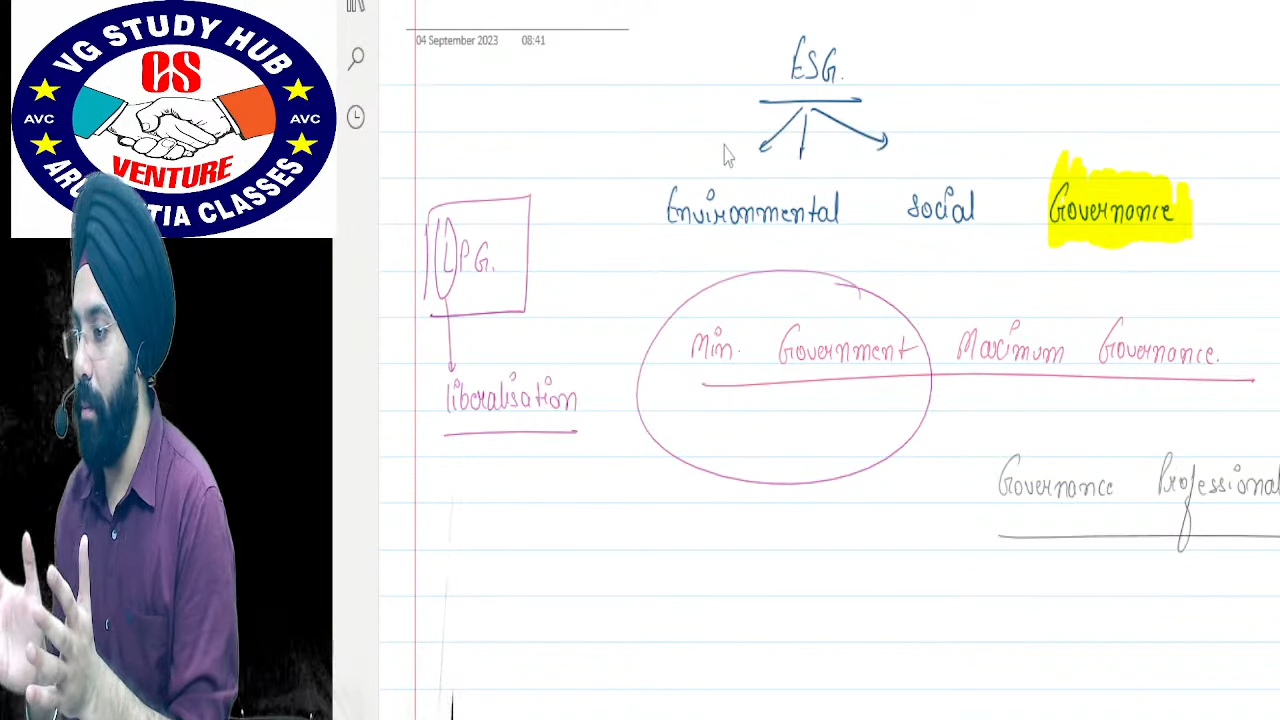 VG STUDY HUB
CS
AVC
AVC
VENTURE
CLASSES
04 September 2023 08:41
ESG.
Environmental Social Governance
LPG.
Min. Government Maximum Governance.
liberalisation
Governance Professional